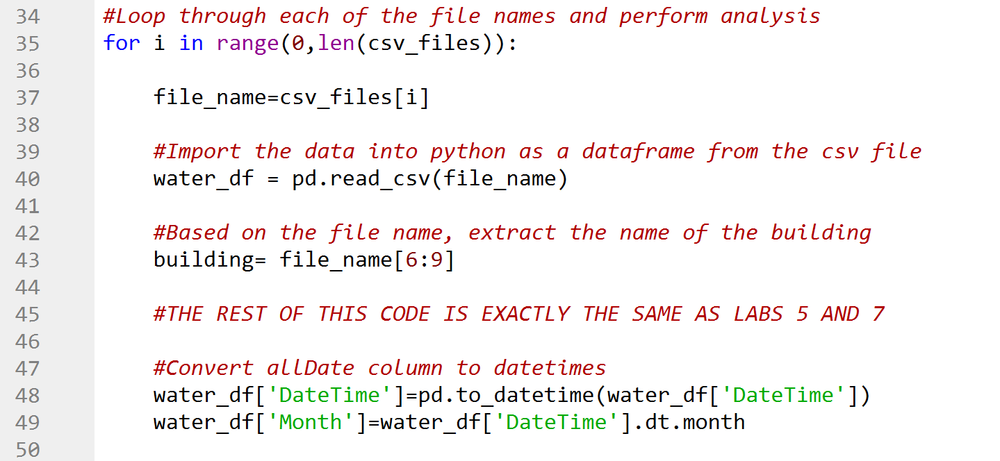 34 #Loop through each of the file names and perform analysis
35 for i in range(0,len(csv_files)):
36
37     file_name=csv_files[i]
38
39     #Import the data into python as a dataframe from the csv file
40     water_df = pd.read_csv(file_name)
41
42     #Based on the file name, extract the name of the building
43     building= file_name[6:9]
44
45     #THE REST OF THIS CODE IS EXACTLY THE SAME AS LABS 5 AND 7
46
47     #Convert allDate column to datetimes
48     water_df['DateTime']=pd.to_datetime(water_df['DateTime'])
49     water_df['Month']=water_df['DateTime'].dt.month
50